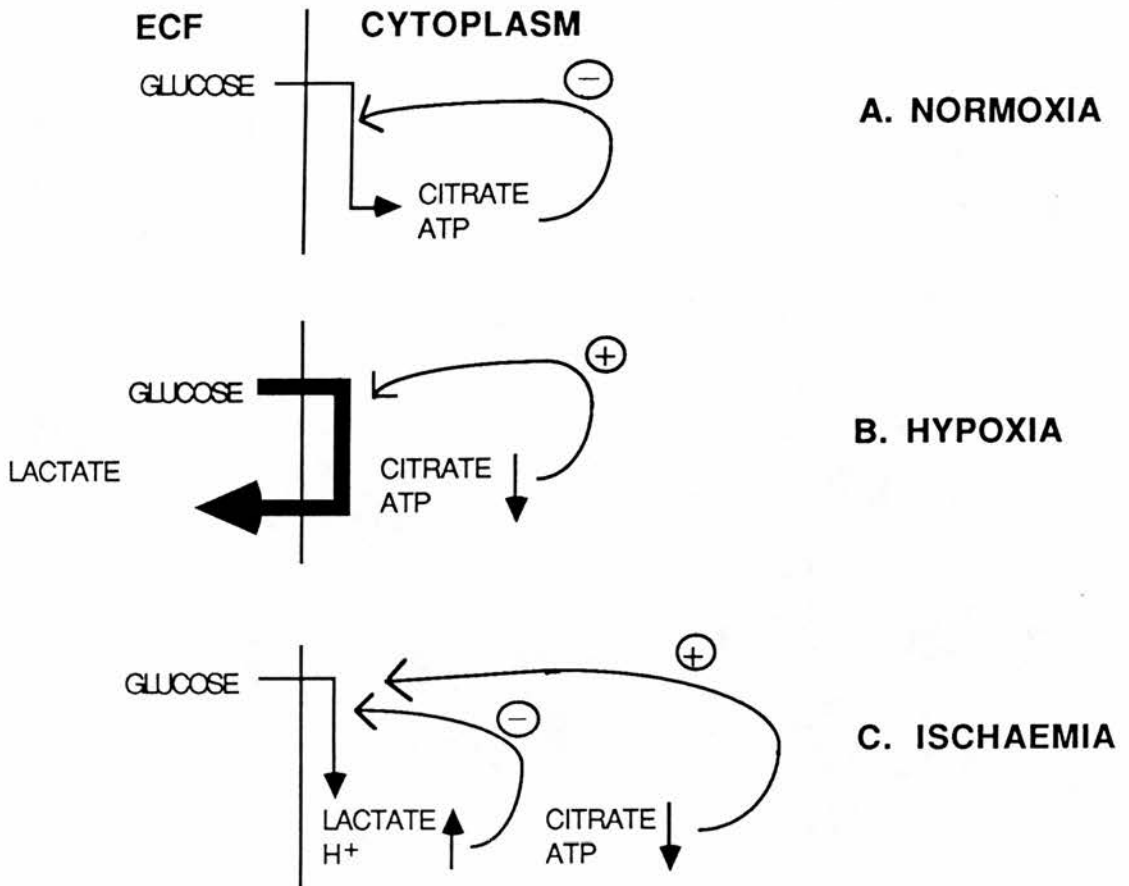 ECF CYTOPLASM
GLUCOSE
−
A. NORMOXIA
CITRATE
ATP
+
GLUCOSE
B. HYPOXIA
LACTATE
CITRATE
ATP
+
GLUCOSE
−
C. ISCHAEMIA
LACTATE
H+
CITRATE
ATP